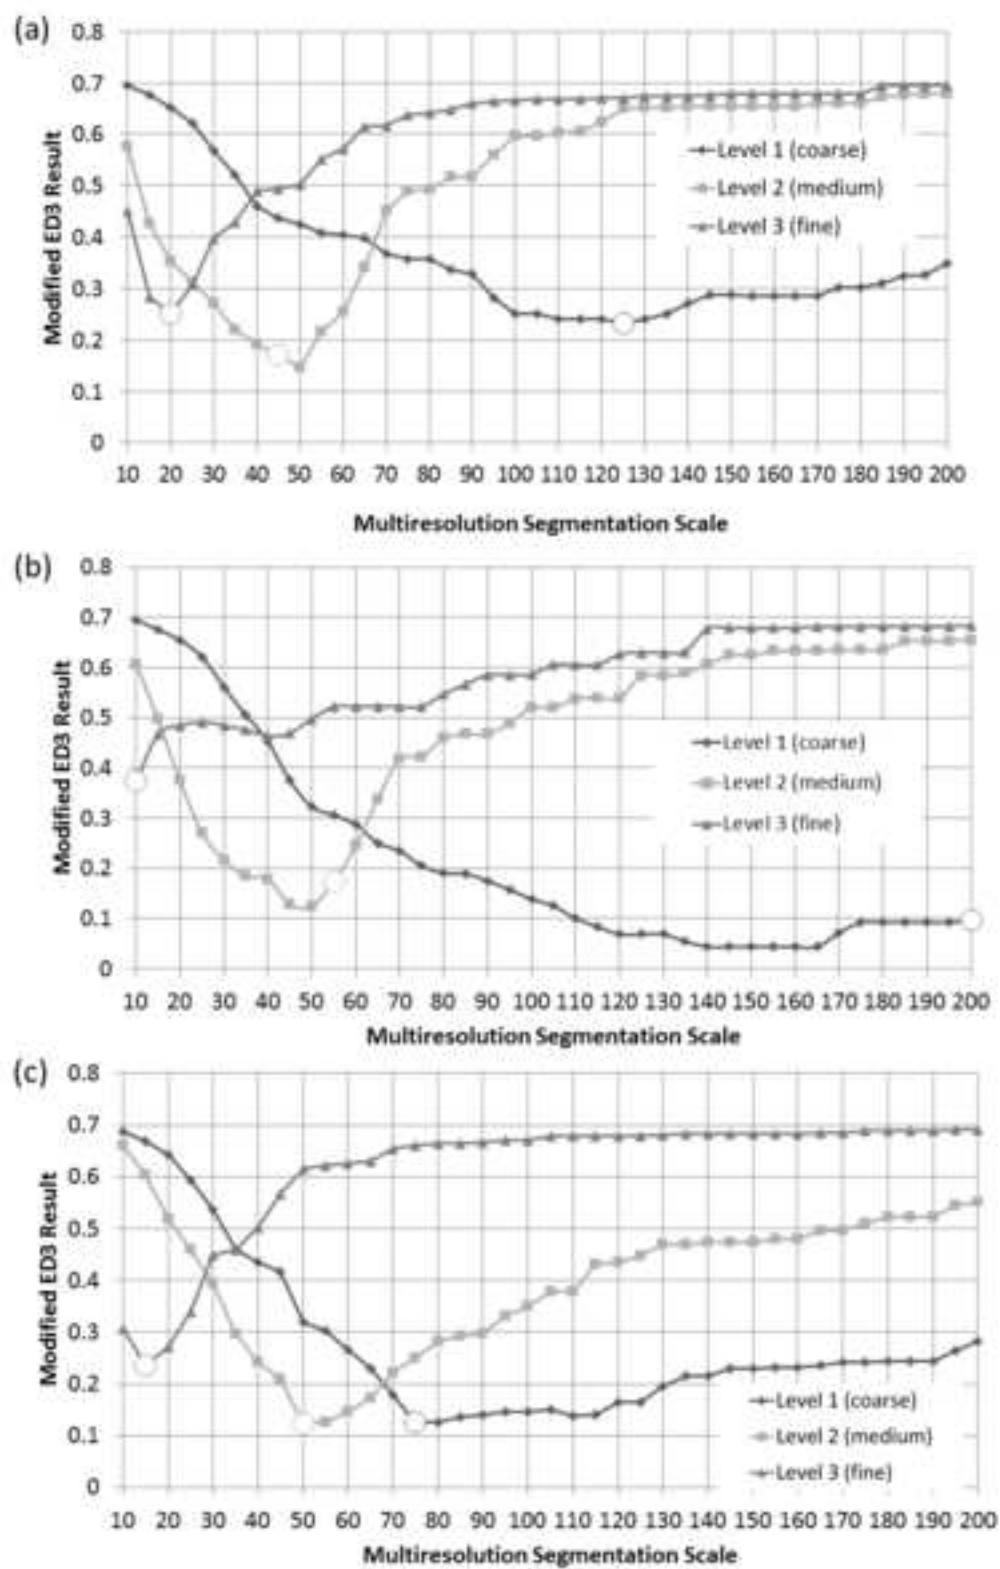 (a)
0.8
0.7
0.6
0.5
0.4
0.3
0.2
0.1
0
Modified ED3 Result
Level 1 (coarse)
Level 2 (medium)
Level 3 (fine)
10 20 30 40 50 60 70 80 90 100 110 120 130 140 150 160 170 180 190 200
Multiresolution Segmentation Scale
(b)
0.8
0.7
0.6
0.5
0.4
0.3
0.2
0.1
0
Modified ED3 Result
Level 1 (coarse)
Level 2 (medium)
Level 3 (fine)
10 20 30 40 50 60 70 80 90 100 110 120 130 140 150 160 170 180 190 200
Multiresolution Segmentation Scale
(c)
0.8
0.7
0.6
0.5
0.4
0.3
0.2
0.1
0
Modified ED3 Result
Level 1 (coarse)
Level 2 (medium)
Level 3 (fine)
10 20 30 40 50 60 70 80 90 100 110 120 130 140 150 160 170 180 190 200
Multiresolution Segmentation Scale